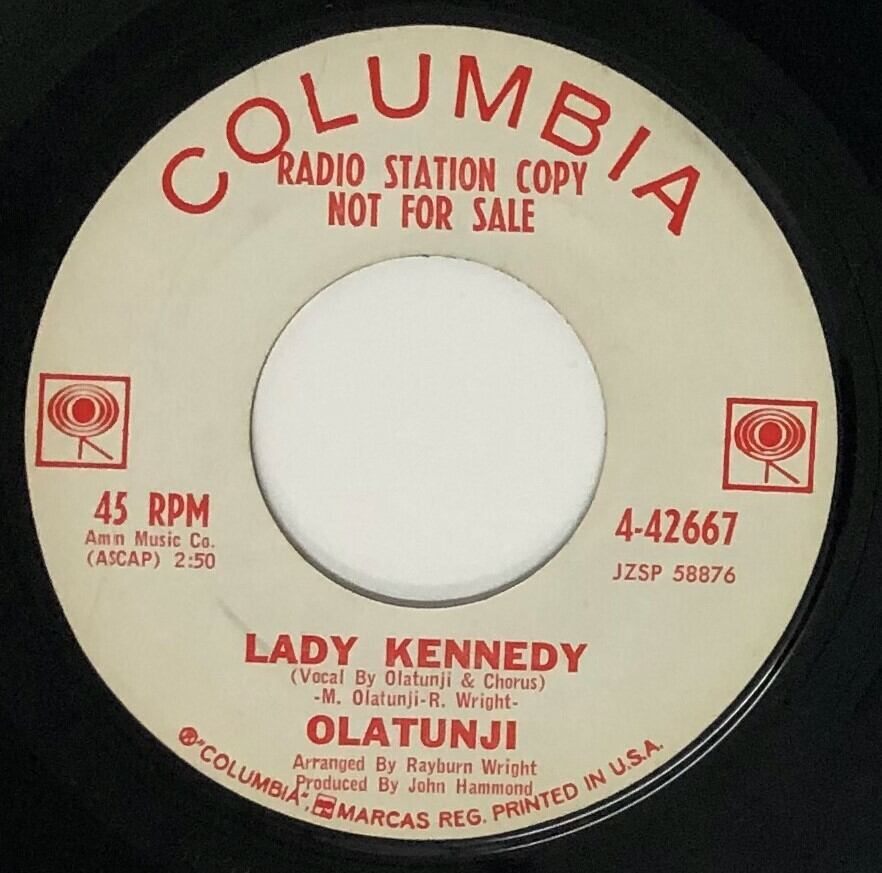 COLUMBIA
RADIO STATION COPY
NOT FOR SALE
45 RPM
Amn Music Co.
(ASCAP) 2:50
4-42667
JZSP 58876
LADY KENNEDY
(Vocal By Olatunji & Chorus)
-M. Olatunji-R. Wright-
OLATUNJI
Arranged By Rayburn Wright
Produced By John Hammond
"COLUMBIA", MARCAS REG. PRINTED IN U.S.A.